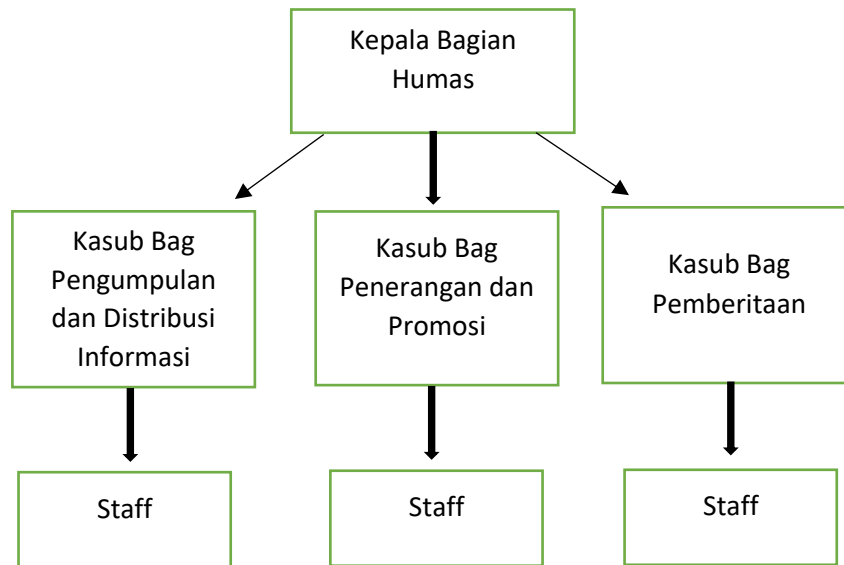 Kepala Bagian
Humas
Kasub Bag
Pengumpulan
dan Distribusi
Informasi
Kasub Bag
Penerangan dan
Promosi
Kasub Bag
Pemberitaan
Staff
Staff
Staff